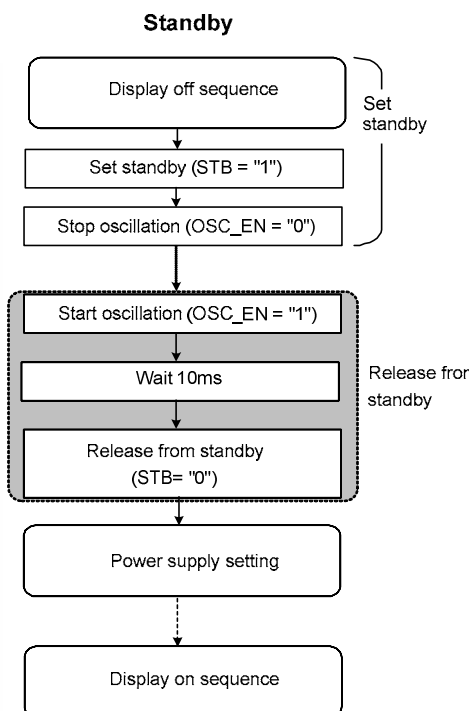 Standby
Display off sequence
Set
standby
Set standby (STB = "1")
Stop oscillation (OSC_EN = "0")
Start oscillation (OSC_EN = "1")
Wait 10ms
Release from standby
(STB= "0")
Release
standby
Power supply setting
Display on sequence